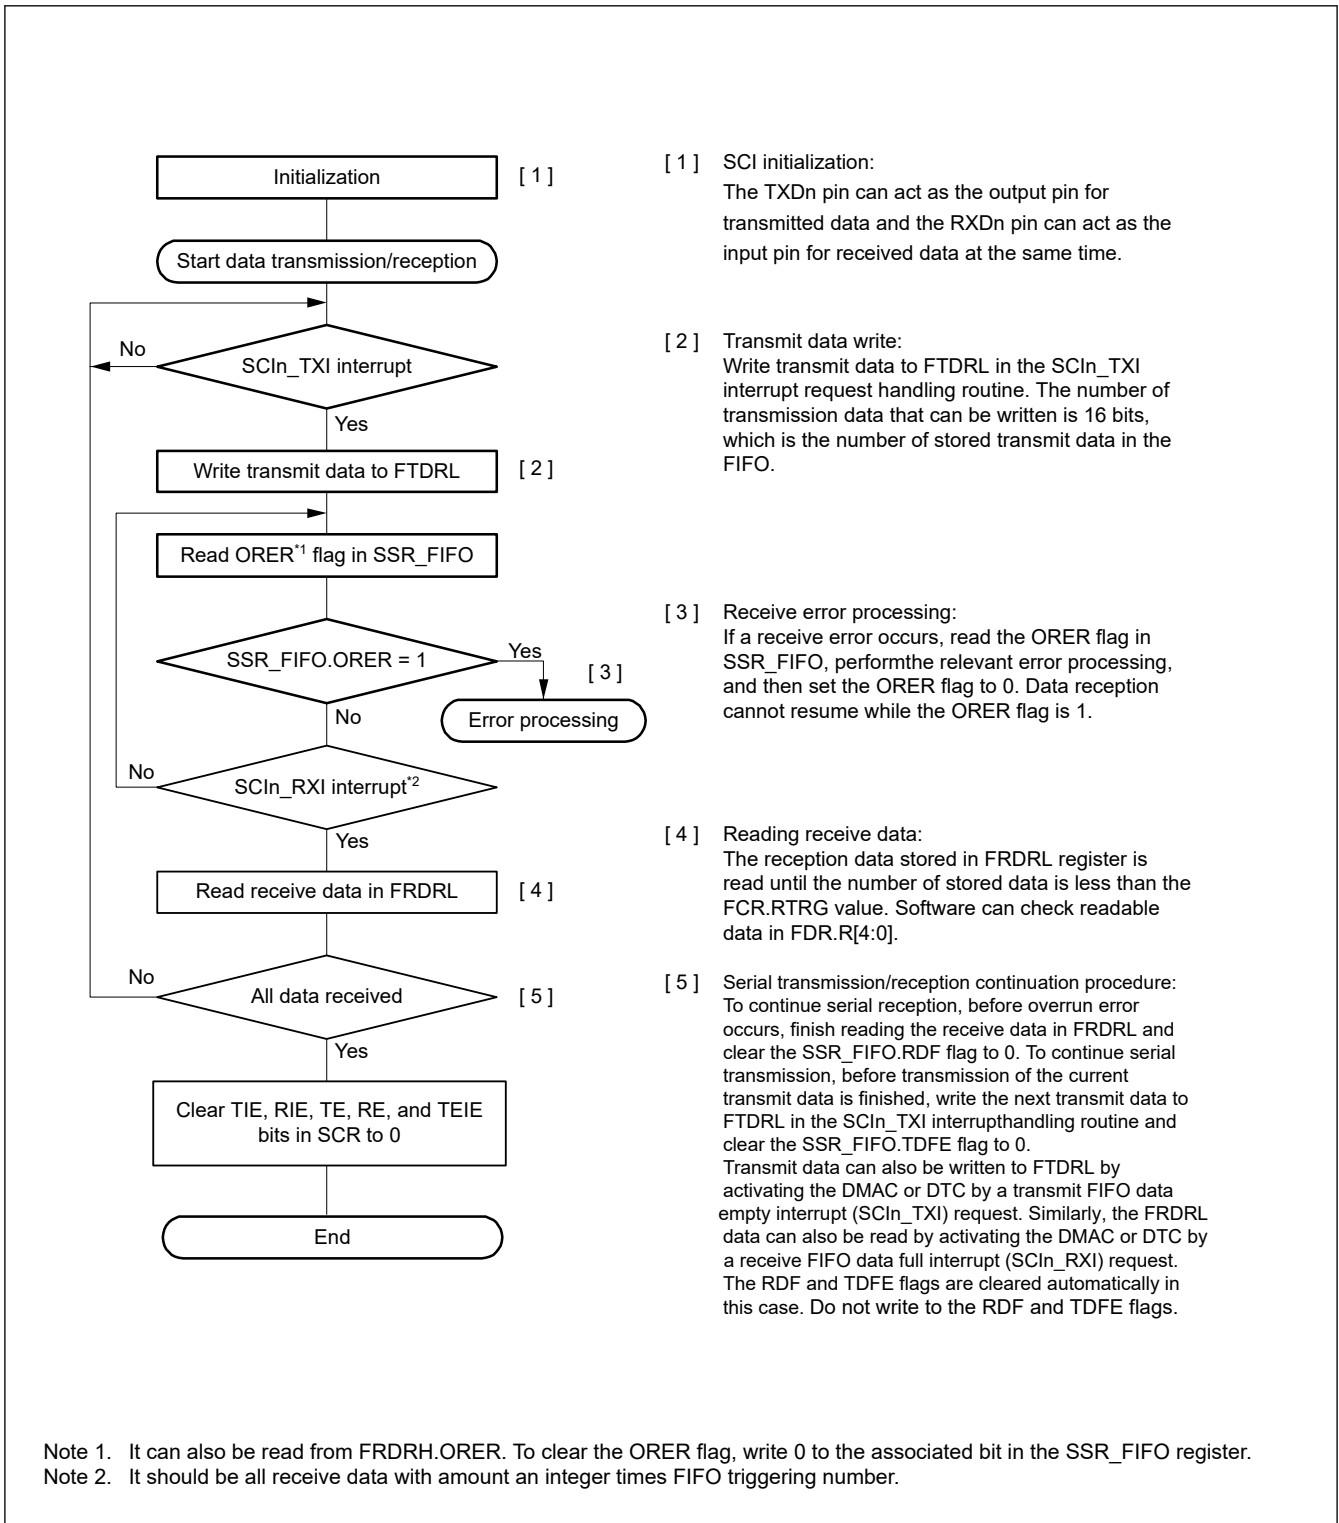 Initialization
[ 1 ]
Start data transmission/reception
No
SCIn_TXI interrupt
Yes
Write transmit data to FTDRL
[ 2 ]
Read ORER*1 flag in SSR_FIFO
SSR_FIFO.ORER = 1
Yes
[ 3 ]
Error processing
No
No
SCIn_RXI interrupt*2
Yes
Read receive data in FRDRL
[ 4 ]
No
All data received
[ 5 ]
Yes
Clear TIE, RIE, TE, RE, and TEIE
bits in SCR to 0
End
[ 1 ] SCI initialization:
The TXDn pin can act as the output pin for
transmitted data and the RXDn pin can act as the
input pin for received data at the same time.
[ 2 ] Transmit data write:
Write transmit data to FTDRL in the SCIn_TXI
interrupt request handling routine. The number of
transmission data that can be written is 16 bits,
which is the number of stored transmit data in the
FIFO.
[ 3 ] Receive error processing:
If a receive error occurs, read the ORER flag in
SSR_FIFO, performthe relevant error processing,
and then set the ORER flag to 0. Data reception
cannot resume while the ORER flag is 1.
[ 4 ] Reading receive data:
The reception data stored in FRDRL register is
read until the number of stored data is less than the
FCR.RTRG value. Software can check readable
data in FDR.R[4:0].
[ 5 ] Serial transmission/reception continuation procedure:
To continue serial reception, before overrun error
occurs, finish reading the receive data in FRDRL and
clear the SSR_FIFO.RDF flag to 0. To continue serial
transmission, before transmission of the current
transmit data is finished, write the next transmit data to
FTDRL in the SCIn_TXI interrupthandling routine and
clear the SSR_FIFO.TDFE flag to 0.
Transmit data can also be written to FTDRL by
activating the DMAC or DTC by a transmit FIFO data
empty interrupt (SCIn_TXI) request. Similarly, the FRDRL
data can also be read by activating the DMAC or DTC by
a receive FIFO data full interrupt (SCIn_RXI) request.
The RDF and TDFE flags are cleared automatically in
this case. Do not write to the RDF and TDFE flags.
Note 1. It can also be read from FRDRH.ORER. To clear the ORER flag, write 0 to the associated bit in the SSR_FIFO register.
Note 2. It should be all receive data with amount an integer times FIFO triggering number.